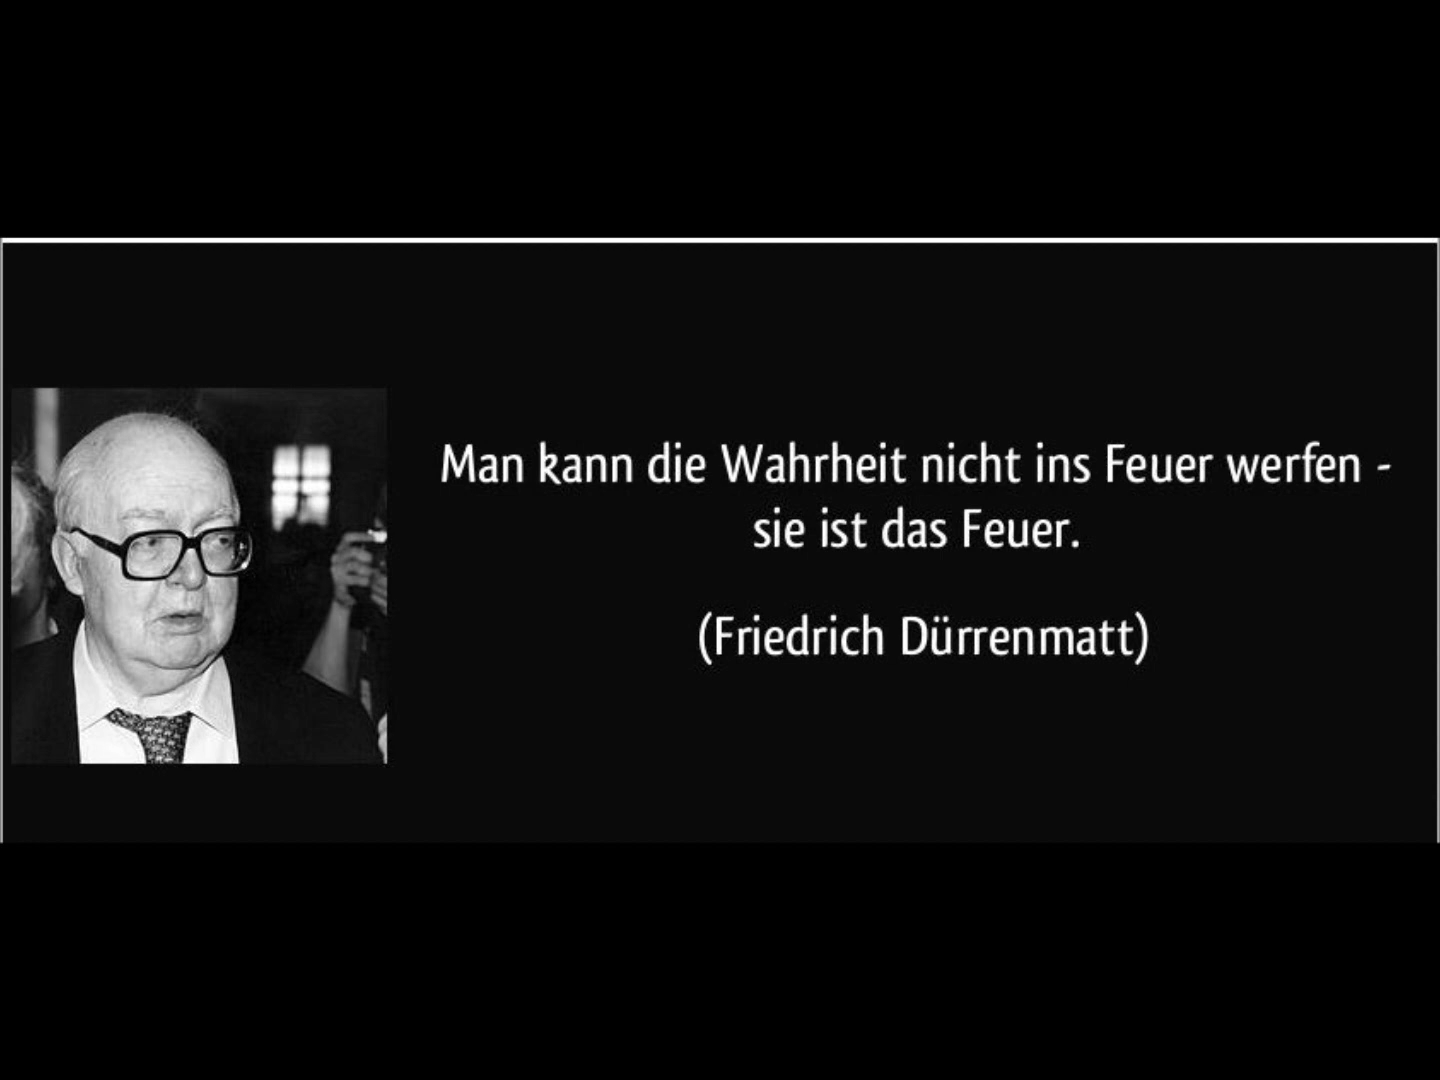 Man kann die Wahrheit nicht ins Feuer werfen -
sie ist das Feuer.
(Friedrich Dürrenmatt)